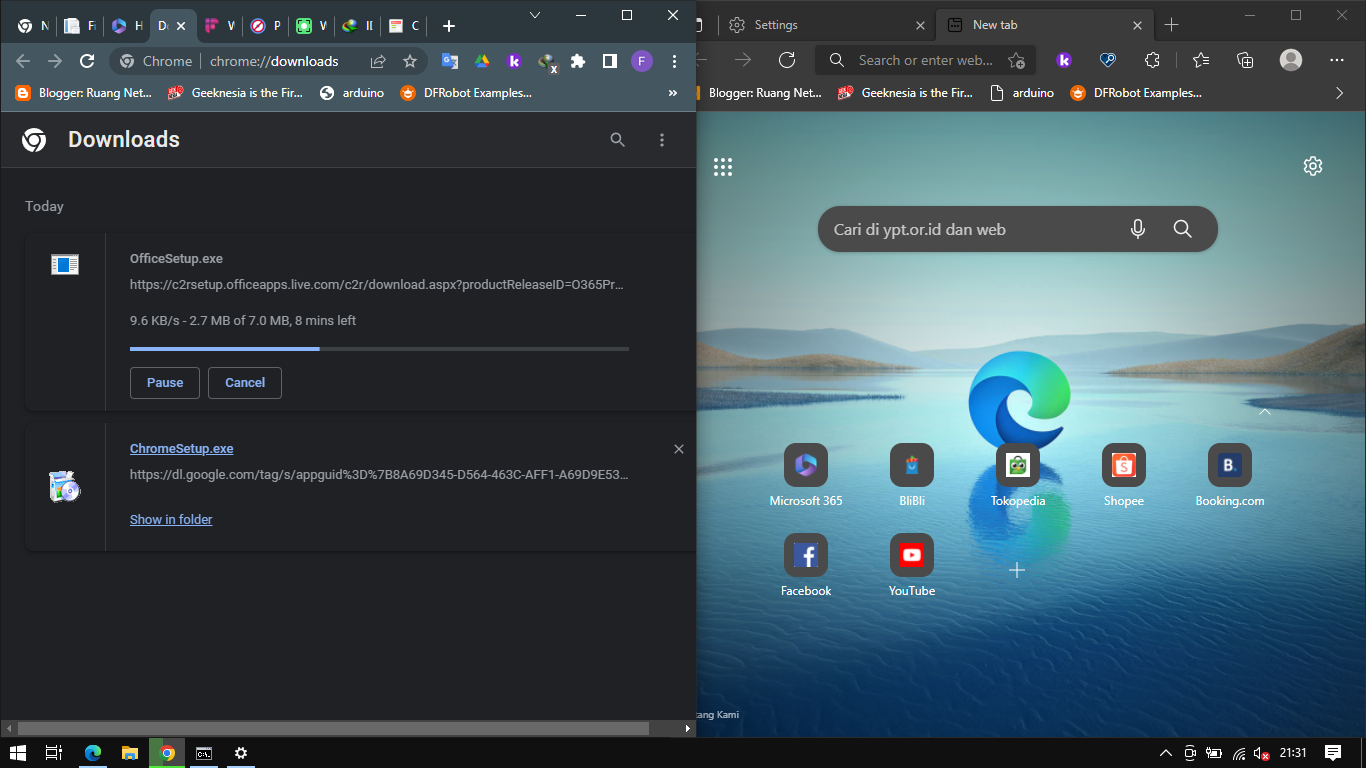 N
Fi
H
Do
W
P
W
ID
C
Chrome
chrome://downloads
F
Blogger: Ruang Net...
Geeknesia is the Fir...
arduino
DFRobot Examples...
»
Downloads
Today
OfficeSetup.exe
https://c2rsetup.officeapps.live.com/c2r/download.aspx?productReleaseID=O365Pr...
9.6 KB/s - 2.7 MB of 7.0 MB, 8 mins left
Pause
Cancel
ChromeSetup.exe
https://dl.google.com/tag/s/appguid%3D%7B8A69D345-D564-463C-AFF1-A69D9E53...
Show in folder
Settings
New tab
Search or enter web...
Blogger: Ruang Net...
Geeknesia is the Fir...
arduino
DFRobot Examples...
Cari di ypt.or.id dan web
Microsoft 365
BliBli
Tokopedia
Shopee
B.
Booking.com
Facebook
YouTube
tang Kami
21:31